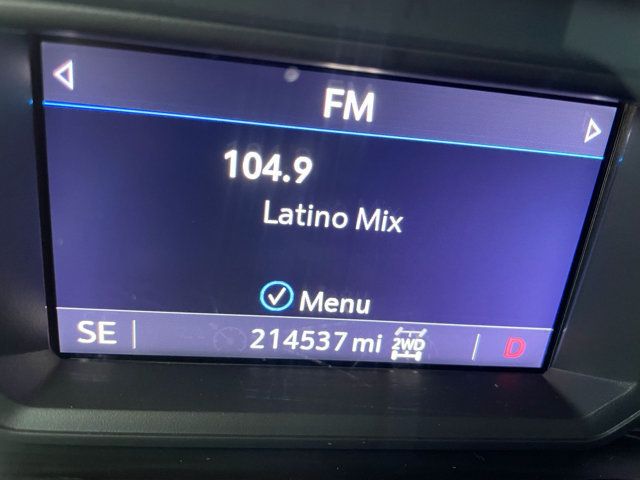 FM
104.9
Latino Mix
Menu
SE 214537 mi 2WD D